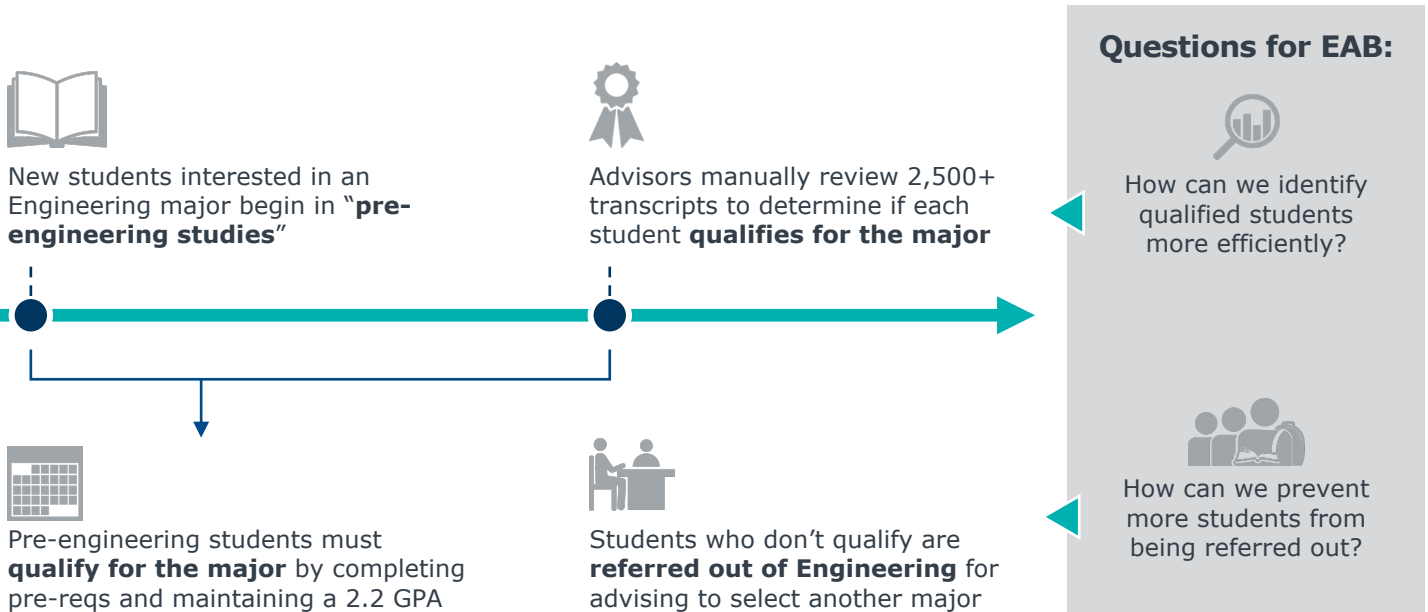 New students interested in an
Engineering major begin in “pre-
engineering studies”
Advisors manually review 2,500+
transcripts to determine if each
student qualifies for the major
Pre-engineering students must
qualify for the major by completing
pre-reqs and maintaining a 2.2 GPA
Students who don’t qualify are
referred out of Engineering for
advising to select another major
Questions for EAB:
How can we identify
qualified students
more efficiently?
How can we prevent
more students from
being referred out?